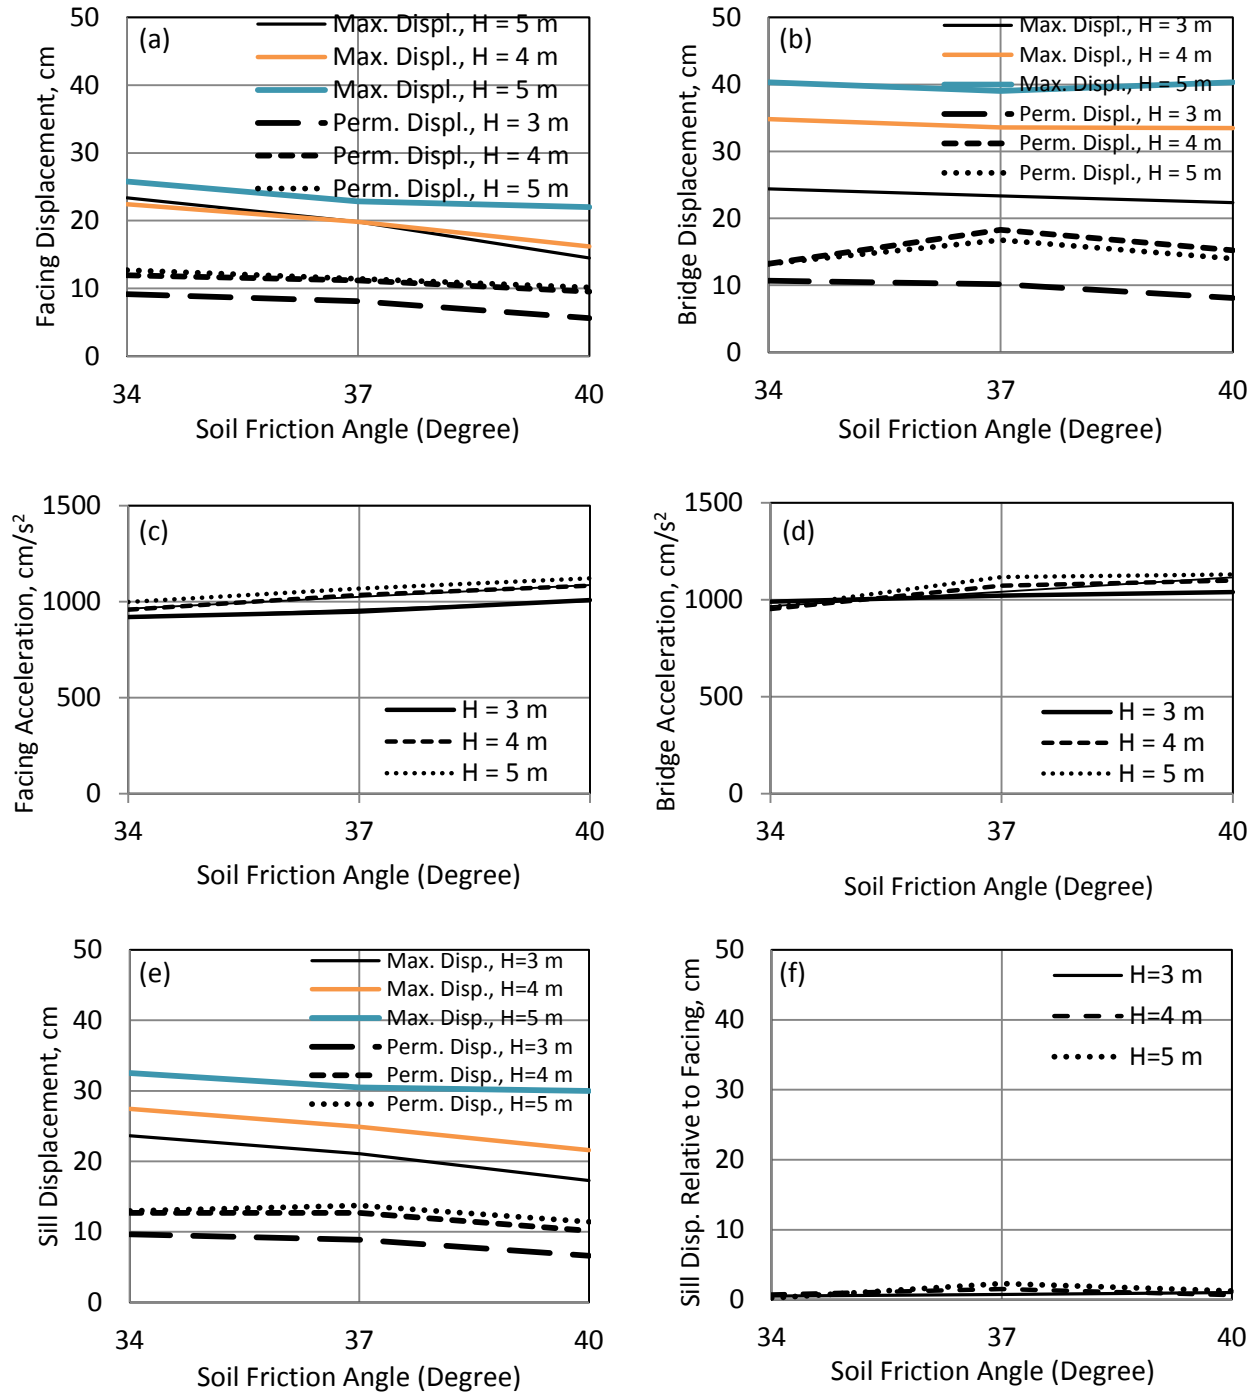 (a)
Max. Displ., H = 5 m
Max. Displ., H = 4 m
Max. Displ., H = 5 m
Perm. Displ., H = 3 m
Perm. Displ., H = 4 m
Perm. Displ., H = 5 m
Facing Displacement, cm
50
40
30
20
10
0
34 37 40
Soil Friction Angle (Degree)
(b)
Max. Displ., H = 3 m
Max. Displ., H = 4 m
Max. Displ., H = 5 m
Perm. Displ., H = 3 m
Perm. Displ., H = 4 m
Perm. Displ., H = 5 m
Bridge Displacement, cm
50
40
30
20
10
0
34 37 40
Soil Friction Angle (Degree)
(c)
Facing Acceleration, cm/s²
1500
1000
500
0
H = 3 m
H = 4 m
H = 5 m
34 37 40
Soil Friction Angle (Degree)
(d)
Bridge Acceleration, cm/s²
1500
1000
500
0
H = 3 m
H = 4 m
H = 5 m
34 37 40
Soil Friction Angle (Degree)
(e)
Max. Disp., H=3 m
Max. Disp., H=4 m
Max. Disp., H=5 m
Perm. Disp., H=3 m
Perm. Disp., H=4 m
Perm. Disp., H=5 m
Sill Displacement, cm
50
40
30
20
10
0
34 37 40
Soil Friction Angle (Degree)
(f)
H=3 m
H=4 m
H=5 m
Sill Disp. Relative to Facing, cm
50
40
30
20
10
0
34 37 40
Soil Friction Angle (Degree)